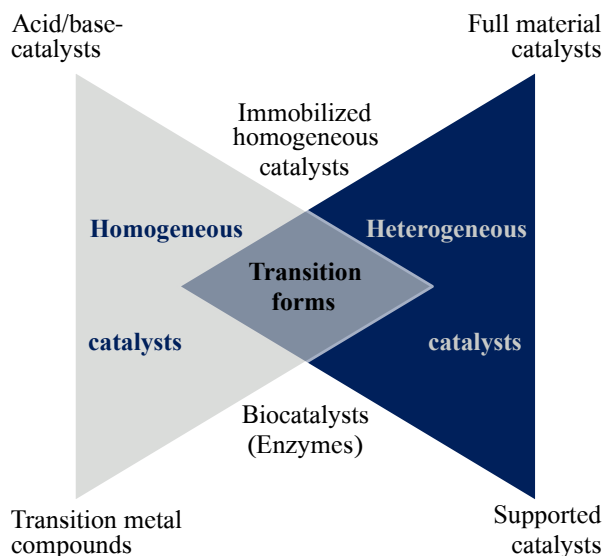 Acid/base-
catalysts
Full material
catalysts
Immobilized
homogeneous
catalysts
Homogeneous
Heterogeneous
Transition
forms
catalysts
catalysts
Biocatalysts
(Enzymes)
Transition metal
compounds
Supported
catalysts